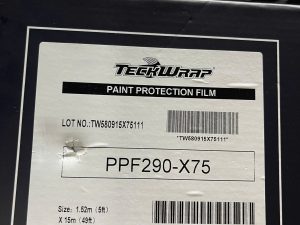 TECKWRAP
PAINT PROTECTION FILM
LOT NO.:TW580915X75111
"TW580915X75111"
PPF290-X75
Size: 1.52m (5ft)
X 15m (49ft)